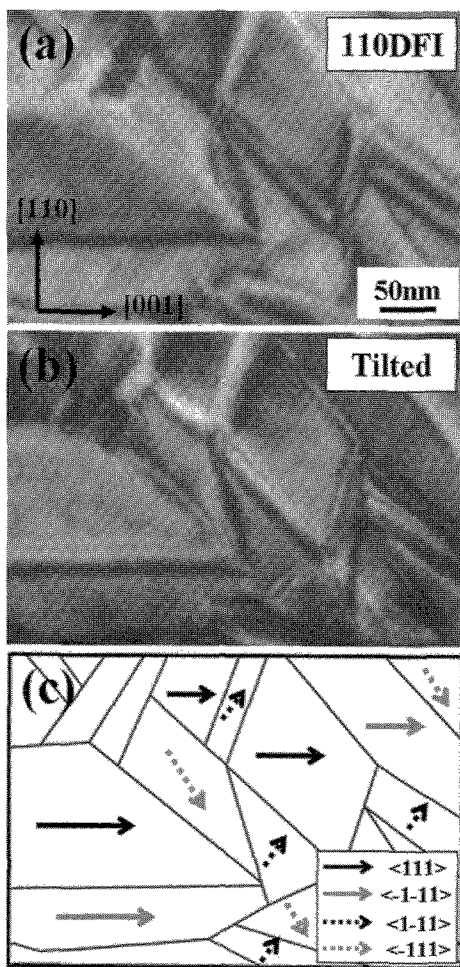 (a)
110DFI
[110]
[001]
50nm
(b)
Tilted
(c)
<111>
<-1-11>
<1-11>
<-111>